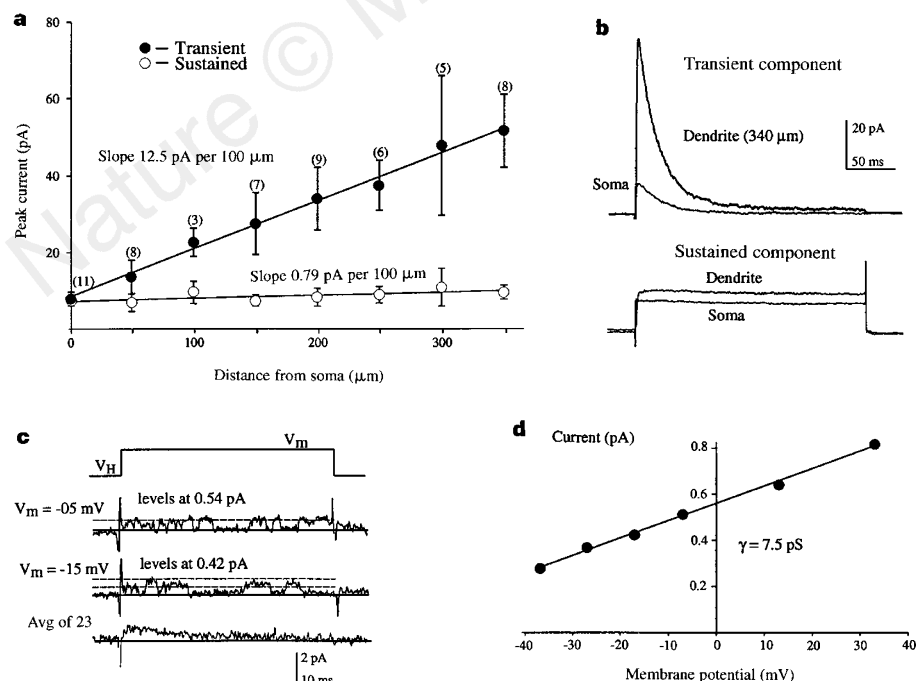 Nature ©
a
80
60
40
20
Peak current (pA)
● – Transient
○ – Sustained
Slope 12.5 pA per 100 μm
Slope 0.79 pA per 100 μm
(11)
(8)
(3)
(7)
(9)
(6)
(5)
(8)
0
100
200
300
Distance from soma (μm)
b
Transient component
Dendrite (340 μm)
20 pA
50 ms
Soma
Sustained component
Dendrite
Soma
c
Vm
VH
Vm = -05 mV
levels at 0.54 pA
Vm = -15 mV
levels at 0.42 pA
Avg of 23
2 pA
10 ms
d
Current (pA)
0.8
0.6
0.4
0.2
γ = 7.5 pS
-40
-30
-20
-10
0
10
20
30
40
Membrane potential (mV)